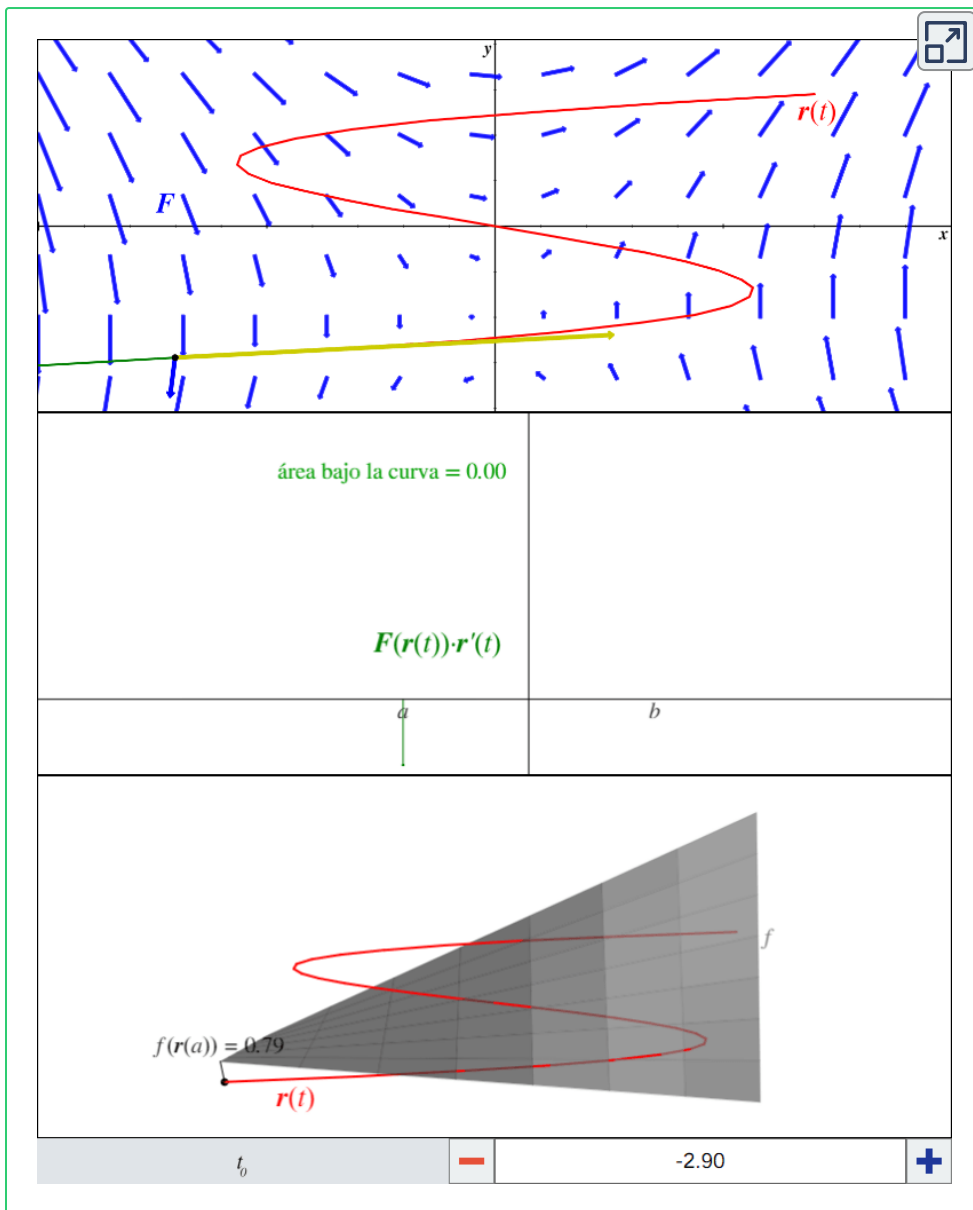 y
r(t)
F
x
área bajo la curva = 0.00
F(r(t))·r'(t)
a
b
f
f(r(a)) = 0.79
r(t)
t₀
-2.90